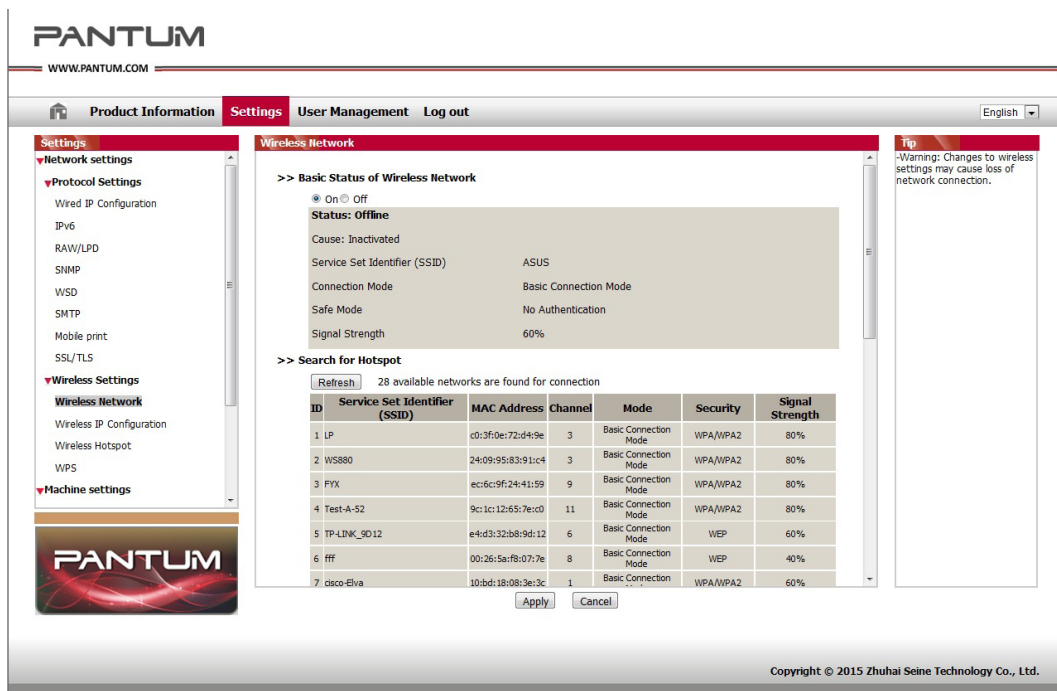 PANTUM
WWW.PANTUM.COM
Product Information Settings User Management Log out English
Settings
Network settings
Protocol Settings
Wired IP Configuration
IPv6
RAW/LPD
SNMP
WSD
SMTP
Mobile print
SSL/TLS
Wireless Settings
Wireless Network
Wireless IP Configuration
Wireless Hotspot
WPS
Machine settings
PANTUM
Wireless Network
>> Basic Status of Wireless Network
On Off
Status: Offline
Cause: Inactivated
Service Set Identifier (SSID) ASUS
Connection Mode Basic Connection Mode
Safe Mode No Authentication
Signal Strength 60%
>> Search for Hotspot
Refresh 28 available networks are found for connection
ID Service Set Identifier (SSID) MAC Address Channel Mode Security Signal Strength
1 LP c0:3f:0e:72:d4:9e 3 Basic Connection Mode WPA/WPA2 80%
2 WS880 24:09:95:83:91:c4 3 Basic Connection Mode WPA/WPA2 80%
3 FYX ec:6c:9f:24:41:59 9 Basic Connection Mode WPA/WPA2 80%
4 Test-A-52 9c:1c:12:65:7e:c0 11 Basic Connection Mode WPA/WPA2 80%
5 TP-LINK_9D12 e4:d3:32:b8:9d:12 6 Basic Connection Mode WEP 60%
6 fff 00:26:5a:f8:07:7e 8 Basic Connection Mode WEP 40%
7 cisco-Elva 10:bd:18:08:3e:3c 1 Basic Connection WPA/WPA2 60%
Apply Cancel
Tip
-Warning: Changes to wireless
settings may cause loss of
network connection.
Copyright © 2015 Zhuhai Seine Technology Co., Ltd.